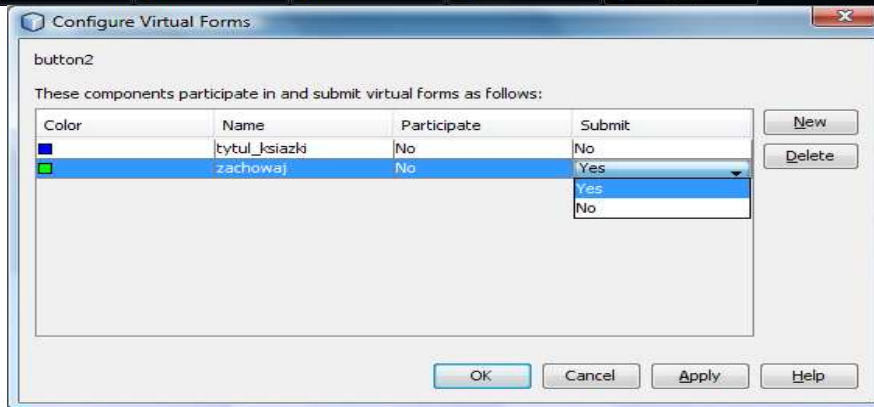 Configure Virtual Forms
button2
These components participate in and submit virtual forms as follows:
Color Name Participate Submit New
tytul_ksiazki No No Delete
zachowaj No Yes
Yes
No
OK Cancel Apply Help